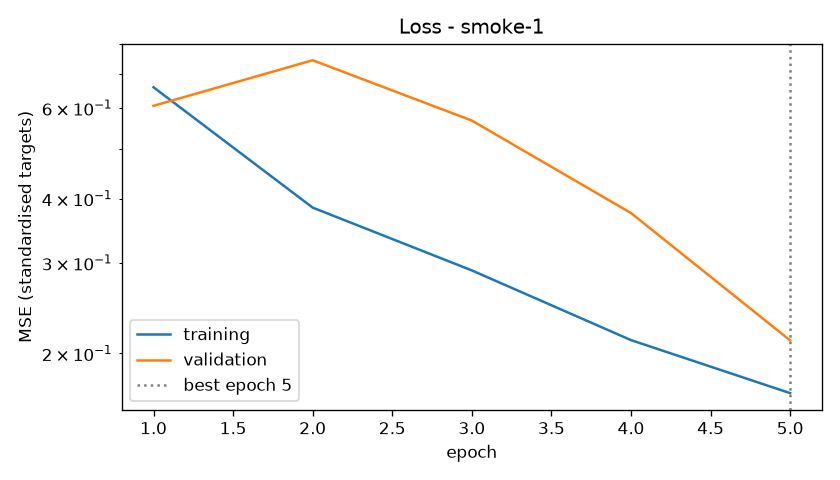 Loss - smoke-1
MSE (standardised targets)
6 × 10⁻¹
4 × 10⁻¹
3 × 10⁻¹
2 × 10⁻¹
training
validation
best epoch 5
1.0 1.5 2.0 2.5 3.0 3.5 4.0 4.5 5.0
epoch